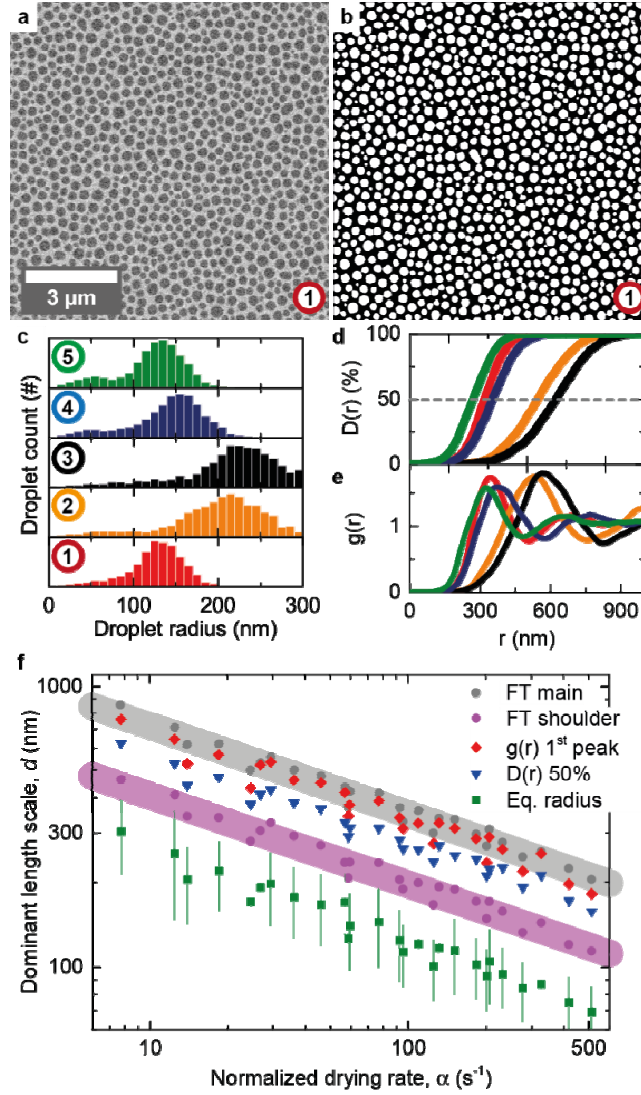 a
b
3 µm
1
1
c
5
4
3
2
1
Droplet count (#)
0
100
200
300
Droplet radius (nm)
d
100
50
0
D(r) (%)
e
1
0
g(r)
300
600
900
r (nm)
f
1000
300
100
Dominant length scale, d (nm)
FT main
FT shoulder
g(r) 1st peak
D(r) 50%
Eq. radius
10
100
500
Normalized drying rate, α (s-1)